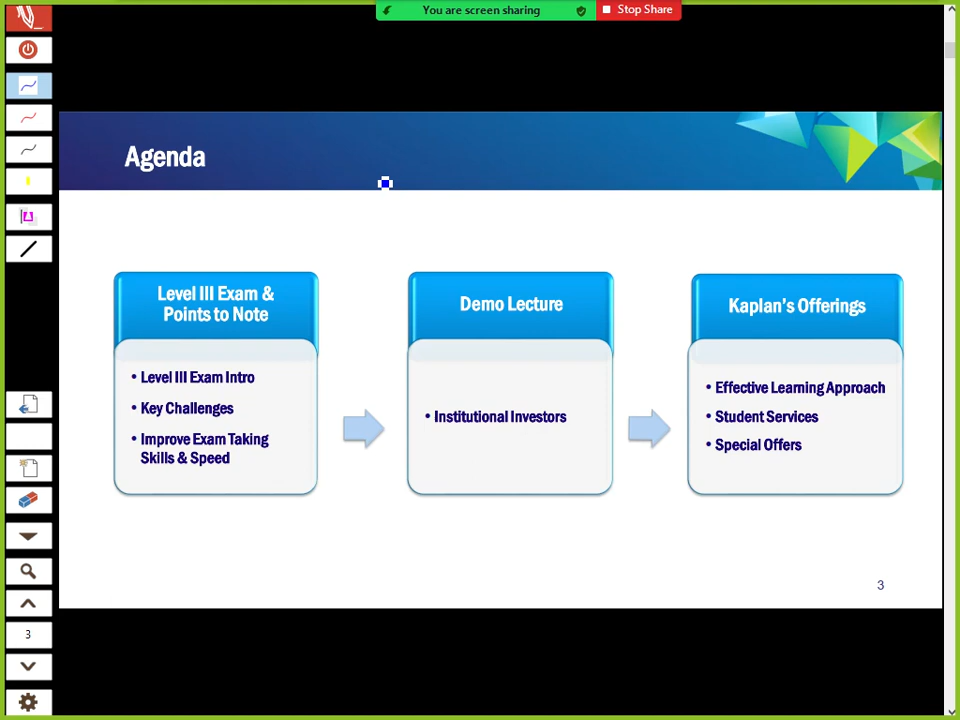 You are screen sharing
Stop Share
Agenda
Level III Exam &
Points to Note
• Level III Exam Intro
• Key Challenges
• Improve Exam Taking
Skills & Speed
Demo Lecture
• Institutional Investors
Kaplan's Offerings
• Effective Learning Approach
• Student Services
• Special Offers
3
3